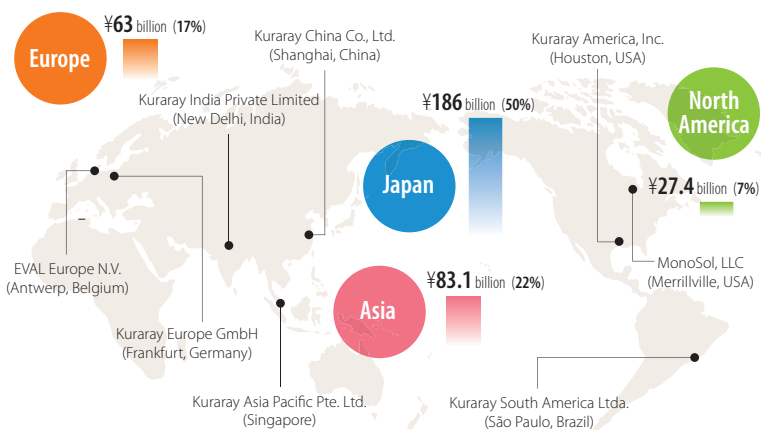 ¥63 billion (17%)
Europe
Kuraray China Co., Ltd.
(Shanghai, China)
Kuraray America, Inc.
(Houston, USA)
Kuraray India Private Limited
(New Delhi, India)
¥186 billion (50%)
North
America
Japan
¥27.4 billion (7%)
EVAL Europe N.V.
(Antwerp, Belgium)
MonoSol, LLC
(Merrillville, USA)
¥83.1 billion (22%)
Asia
Kuraray Europe GmbH
(Frankfurt, Germany)
Kuraray Asia Pacific Pte. Ltd.
(Singapore)
Kuraray South America Ltda.
(São Paulo, Brazil)